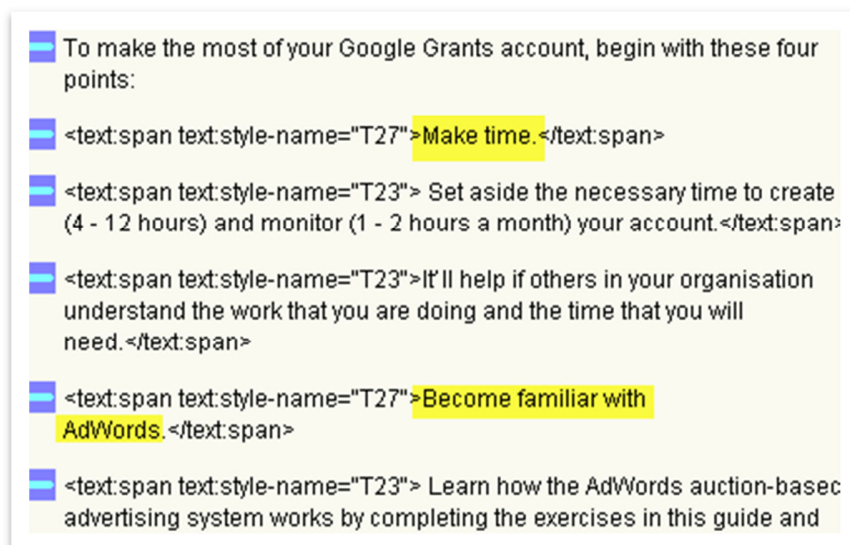 To make the most of your Google Grants account, begin with these four
points:
<text:span text:style-name="T27">Make time.</text:span>
<text:span text:style-name="T23"> Set aside the necessary time to create
(4 - 12 hours) and monitor (1 - 2 hours a month) your account.</text:span>
<text:span text:style-name="T23">It'll help if others in your organisation
understand the work that you are doing and the time that you will
need.</text:span>
<text:span text:style-name="T27">Become familiar with
AdWords.</text:span>
<text:span text:style-name="T23"> Learn how the AdWords auction-based
advertising system works by completing the exercises in this guide and